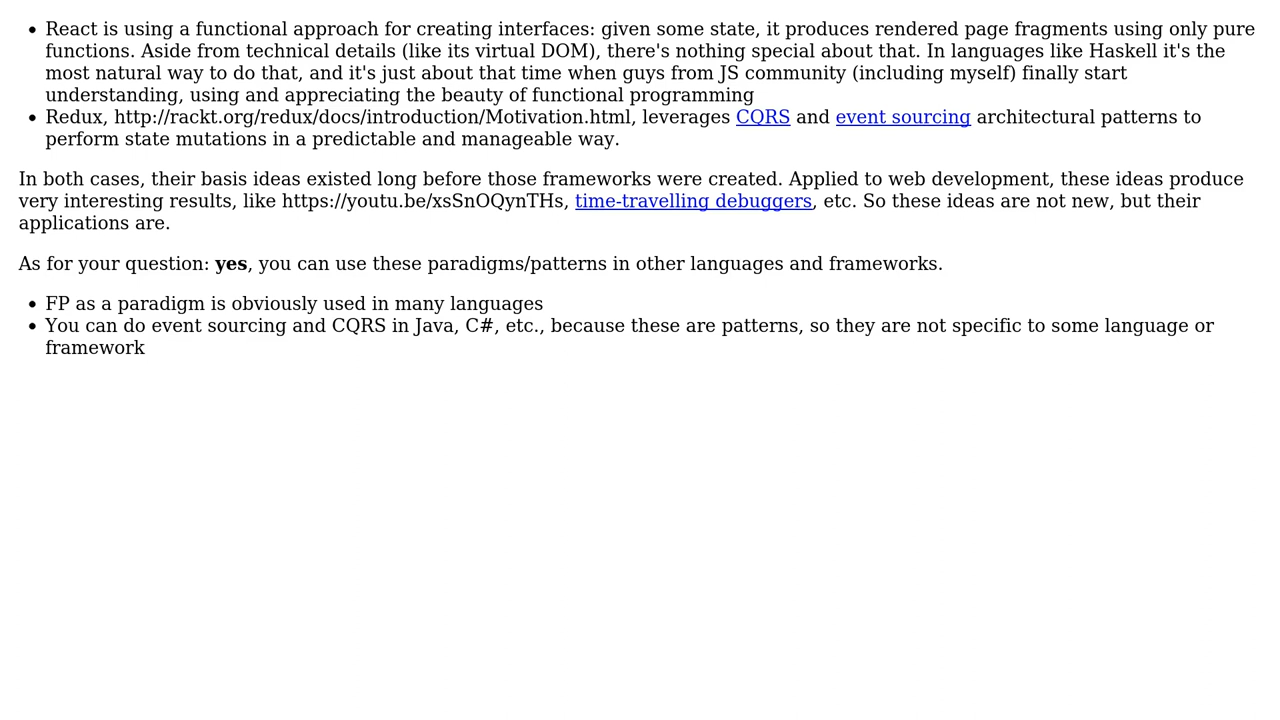 React is using a functional approach for creating interfaces: given some state, it produces rendered page fragments using only pure
functions. Aside from technical details (like its virtual DOM), there's nothing special about that. In languages like Haskell it's the
most natural way to do that, and it's just about that time when guys from JS community (including myself) finally start
understanding, using and appreciating the beauty of functional programming
Redux, http://rackt.org/redux/docs/introduction/Motivation.html, leverages CQRS and event sourcing architectural patterns to
perform state mutations in a predictable and manageable way.
In both cases, their basis ideas existed long before those frameworks were created. Applied to web development, these ideas produce
very interesting results, like https://youtu.be/xsSnOQynTHs, time-travelling debuggers, etc. So these ideas are not new, but their
applications are.
As for your question: yes, you can use these paradigms/patterns in other languages and frameworks.
FP as a paradigm is obviously used in many languages
You can do event sourcing and CQRS in Java, C#, etc., because these are patterns, so they are not specific to some language or
framework